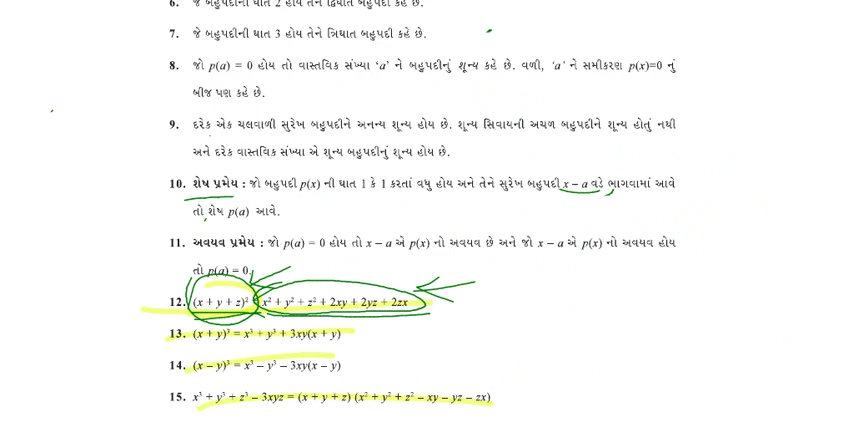 6. જે બહુપદીની ઘાત 2 હોય તેને દ્વિઘાત બહુપદી કહે છે.
7. જે બહુપદીની ઘાત 3 હોય તેને ત્રિઘાત બહુપદી કહે છે.
8. જો p(a) = 0 હોય તો વાસ્તવિક સંખ્યા ‘a’ ને બહુપદીનું શૂન્ય કહે છે. વળી, ‘a’ ને સમીકરણ p(x)=0 નું
બીજ પણ કહે છે.
9. દરેક એક ચલવાળી સુરેખ બહુપદીને અનન્ય શૂન્ય હોય છે. શૂન્ય સિવાયની અચળ બહુપદીને શૂન્ય હોતું નથી
અને દરેક વાસ્તવિક સંખ્યા એ શૂન્ય બહુપદીનું શૂન્ય હોય છે.
10. શેષ પ્રમેય : જો બહુપદી p(x) ની ઘાત 1 કે 1 કરતાં વધુ હોય અને તેને સુરેખ બહુપદી x – a વડે ભાગવામાં આવે
તો શેષ p(a) આવે.
11. અવયવ પ્રમેય : જો p(a) = 0 હોય તો x – a એ p(x) નો અવયવ છે અને જો x – a એ p(x) નો અવયવ હોય
તો p(a) = 0.
12. (x + y + z)² = x² + y² + z² + 2xy + 2yz + 2zx
13. (x + y)³ = x³ + y³ + 3xy(x + y)
14. (x – y)³ = x³ – y³ – 3xy(x – y)
15. x³ + y³ + z³ – 3xyz = (x + y + z) (x² + y² + z² – xy – yz – zx)